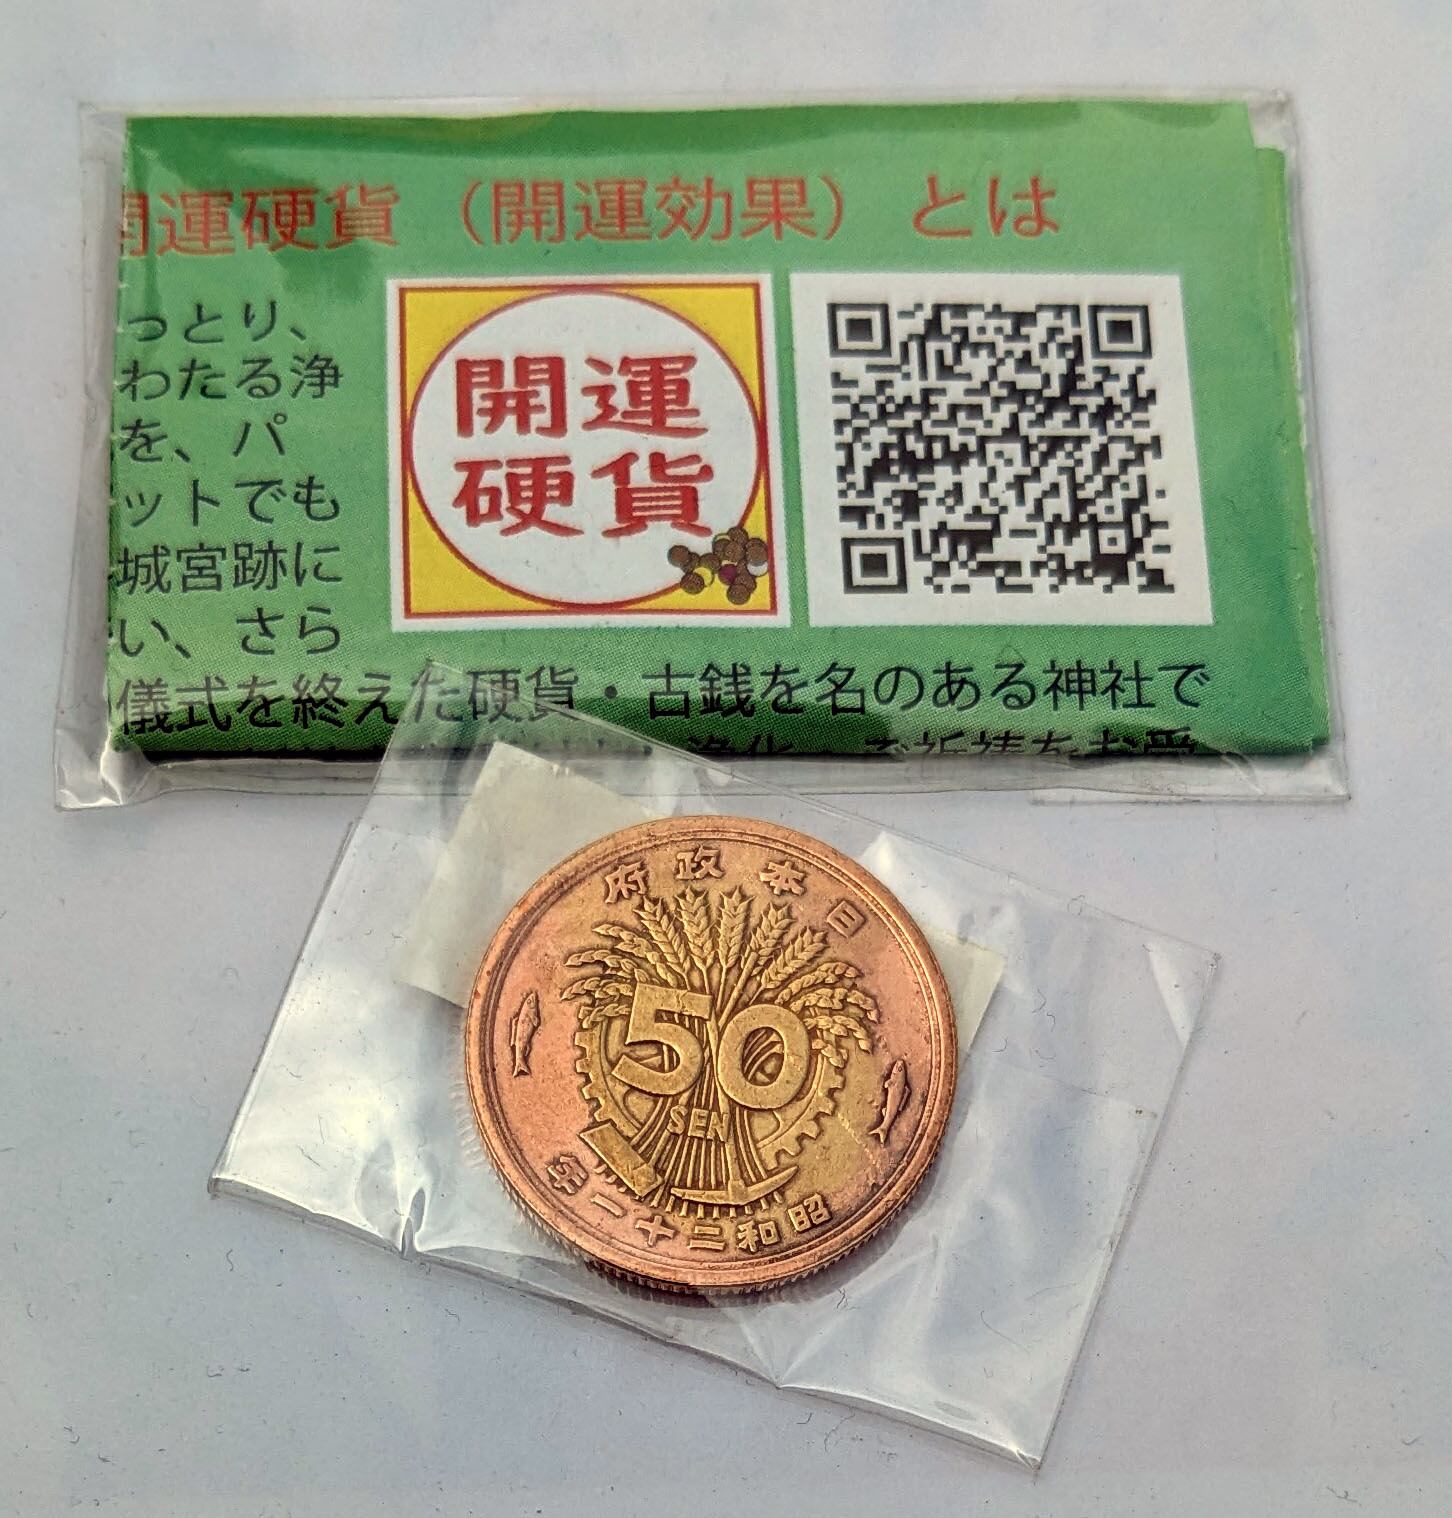 開運硬貨（開運効果）とは
っとり、
わたる浄
を、パ
ットでも
城宮跡に
い、さら
儀式を終えた硬貨・古銭を名のある神社で
開運
硬貨
日本政府
50
SEN
昭和二十一年